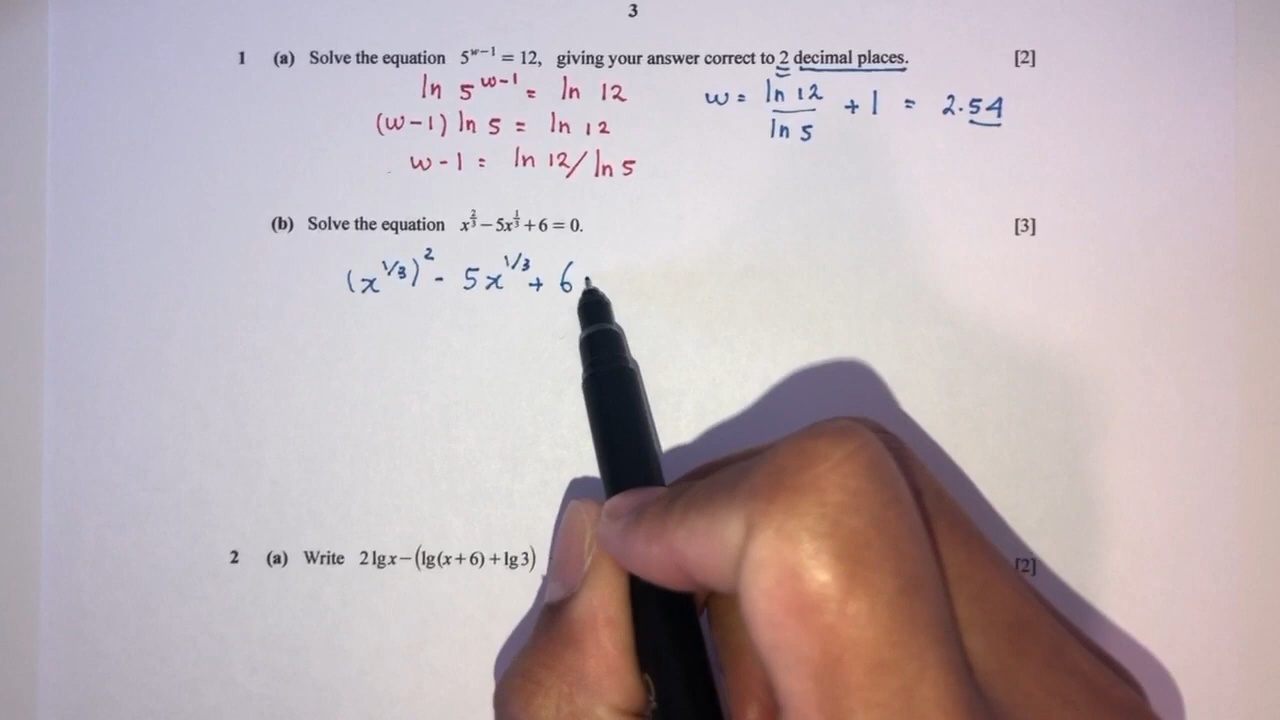 3
1 (a) Solve the equation 5^{w-1} = 12, giving your answer correct to 2 decimal places. [2]
ln 5^{w-1} = ln 12
(w-1) ln 5 = ln 12
w-1 = ln 12/ln 5
w = \frac{ln 12}{ln 5} + 1 = 2.54
(b) Solve the equation x^{\frac{2}{3}} - 5x^{\frac{1}{3}} + 6 = 0. [3]
(x^{1/3})^2 - 5x^{1/3} + 6
2 (a) Write 2 lg x - (lg(x+6) + lg 3) [2]